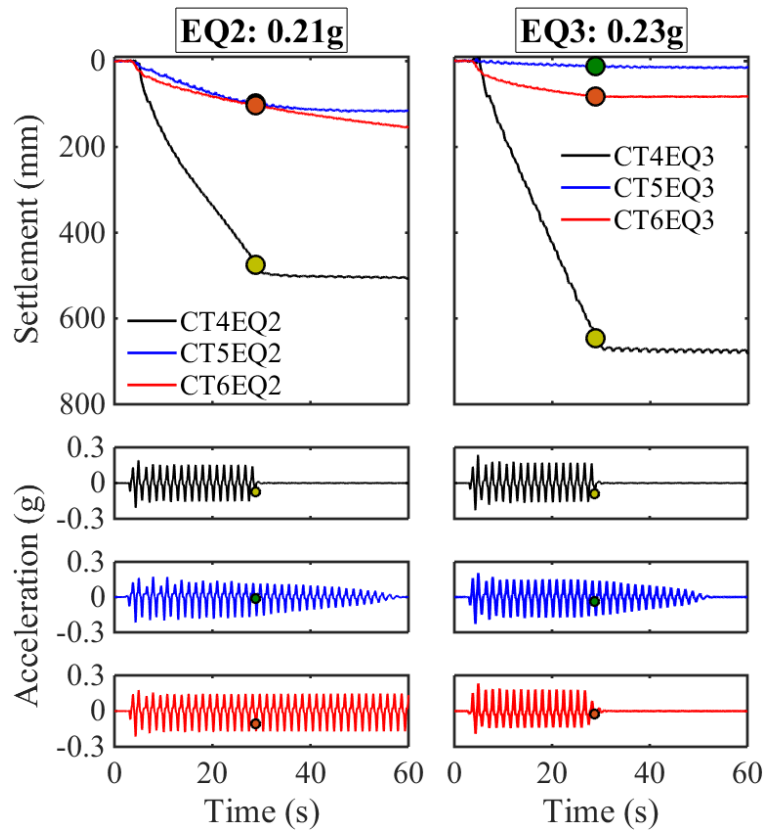 EQ2: 0.21g
EQ3: 0.23g
Settlement (mm)
0
200
400
600
800
CT4EQ2
CT5EQ2
CT6EQ2
CT4EQ3
CT5EQ3
CT6EQ3
Acceleration (g)
0.3
0
-0.3
0.3
0
-0.3
0.3
0
-0.3
0 20 40 60
0 20 40 60
Time (s)
Time (s)